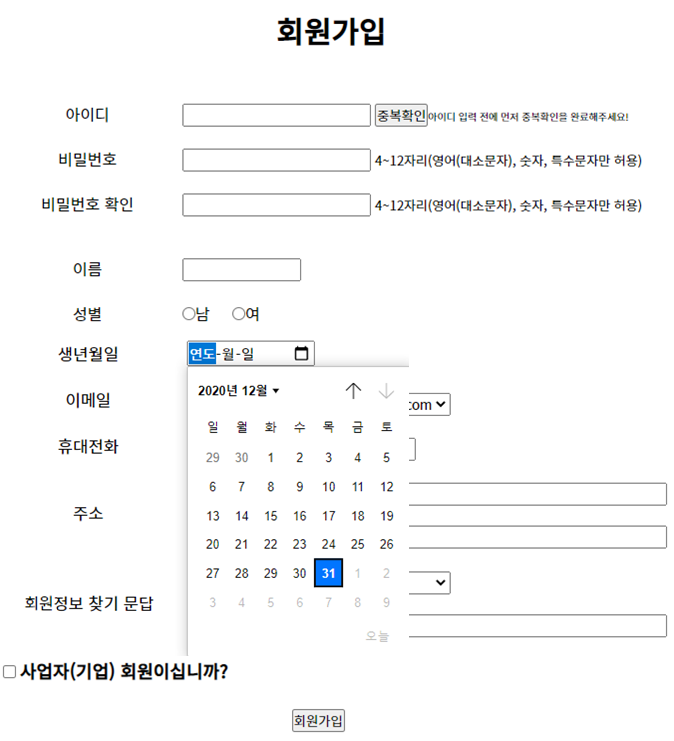 회원가입
아이디 중복확인 아이디 입력 전에 먼저 중복확인을 완료해주세요!
비밀번호 4~12자리(영어(대소문자), 숫자, 특수문자만 허용)
비밀번호 확인 4~12자리(영어(대소문자), 숫자, 특수문자만 허용)
이름
성별 남 여
생년월일 연도-월-일
2020년 12월
이메일 com
일 월 화 수 목 금 토
휴대전화
29 30 1 2 3 4 5
6 7 8 9 10 11 12
주소
13 14 15 16 17 18 19
20 21 22 23 24 25 26
27 28 29 30 31 1 2
회원정보 찾기 문답
3 4 5 6 7 8 9
오늘
사업자(기업) 회원이십니까?
회원가입